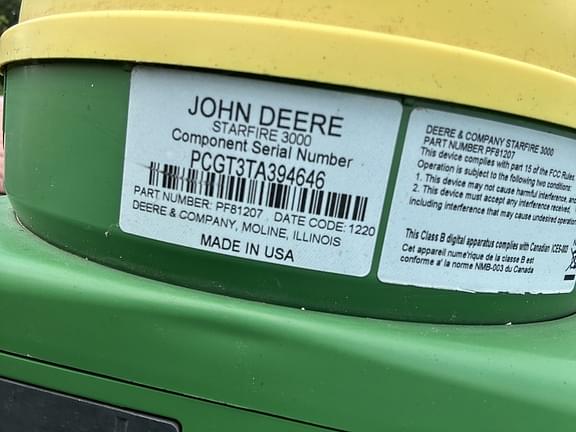 JOHN DEERE
STARFIRE 3000
Component Serial Number
PCGT3TA394646
PART NUMBER: PF81207 , DATE CODE: 1220
DEERE & COMPANY, MOLINE, ILLINOIS
MADE IN USA
DEERE & COMPANY STARFIRE 3000
PART NUMBER PF81207
This device complies with part 15 of the FCC Rules.
Operation is subject to the following two conditions:
1. This device may not cause harmful interference, and
2. This device must accept any interference received,
including interference that may cause undesired operation
This Class B digital apparatus complies with Canadian ICES-003
Cet appareil nume'rique de la classe B est
conforme a' la norme NMB-003 du Canada